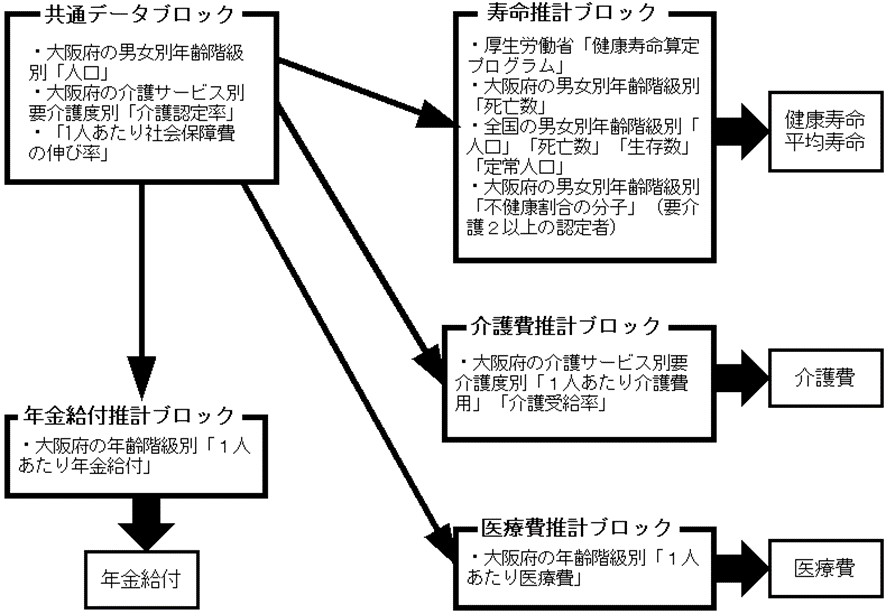 共通データブロック
・大阪府の男女別年齢階級
別「人口」
・大阪府の介護サービス別
要介護度別「介護認定率」
・「1人あたり社会保障費
の伸び率」
寿命推計ブロック
・厚生労働省「健康寿命算定
プログラム」
・大阪府の男女別年齢階級別
「死亡数」
・全国の男女別年齢階級別「
人口」「死亡数」「生存数」
「定常人口」
・大阪府の男女別年齢階級別
「不健康割合の分子」（要介
護２以上の認定者）
健康寿命
平均寿命
介護費推計ブロック
・大阪府の介護サービス別要
介護度別「１人あたり介護費
用」「介護受給率」
介護費
年金給付推計ブロック
・大阪府の年齢階級別「１人
あたり年金給付」
年金給付
医療費推計ブロック
・大阪府の年齢階級別「１人
あたり医療費」
医療費